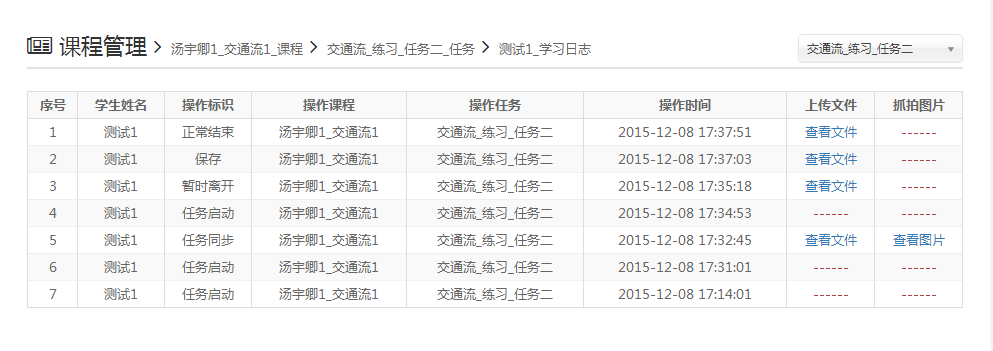 课程管理 > 汤宇卿1_交通流1_课程 > 交通流_练习_任务二_任务 > 测试1_学习日志 交通流_练习_任务二
序号 学生姓名 操作标识 操作课程 操作任务 操作时间 上传文件 抓拍图片
1 测试1 正常结束 汤宇卿1_交通流1 交通流_练习_任务二 2015-12-08 17:37:51 查看文件 ------
2 测试1 保存 汤宇卿1_交通流1 交通流_练习_任务二 2015-12-08 17:37:03 查看文件 ------
3 测试1 暂时离开 汤宇卿1_交通流1 交通流_练习_任务二 2015-12-08 17:35:18 查看文件 ------
4 测试1 任务启动 汤宇卿1_交通流1 交通流_练习_任务二 2015-12-08 17:34:53 ------ ------
5 测试1 任务同步 汤宇卿1_交通流1 交通流_练习_任务二 2015-12-08 17:32:45 查看文件 查看图片
6 测试1 任务启动 汤宇卿1_交通流1 交通流_练习_任务二 2015-12-08 17:31:01 ------ ------
7 测试1 任务启动 汤宇卿1_交通流1 交通流_练习_任务二 2015-12-08 17:14:01 ------ ------